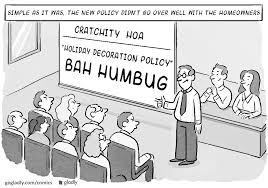 SIMPLE AS IT WAS, THE NEW POLICY DIDN'T GO OVER WELL WITH THE HOMEOWNERS
CRATCHITY HOA
"HOLIDAY DECORATION POLICY"
BAH HUMBUG
gogladly.com/comics gladly